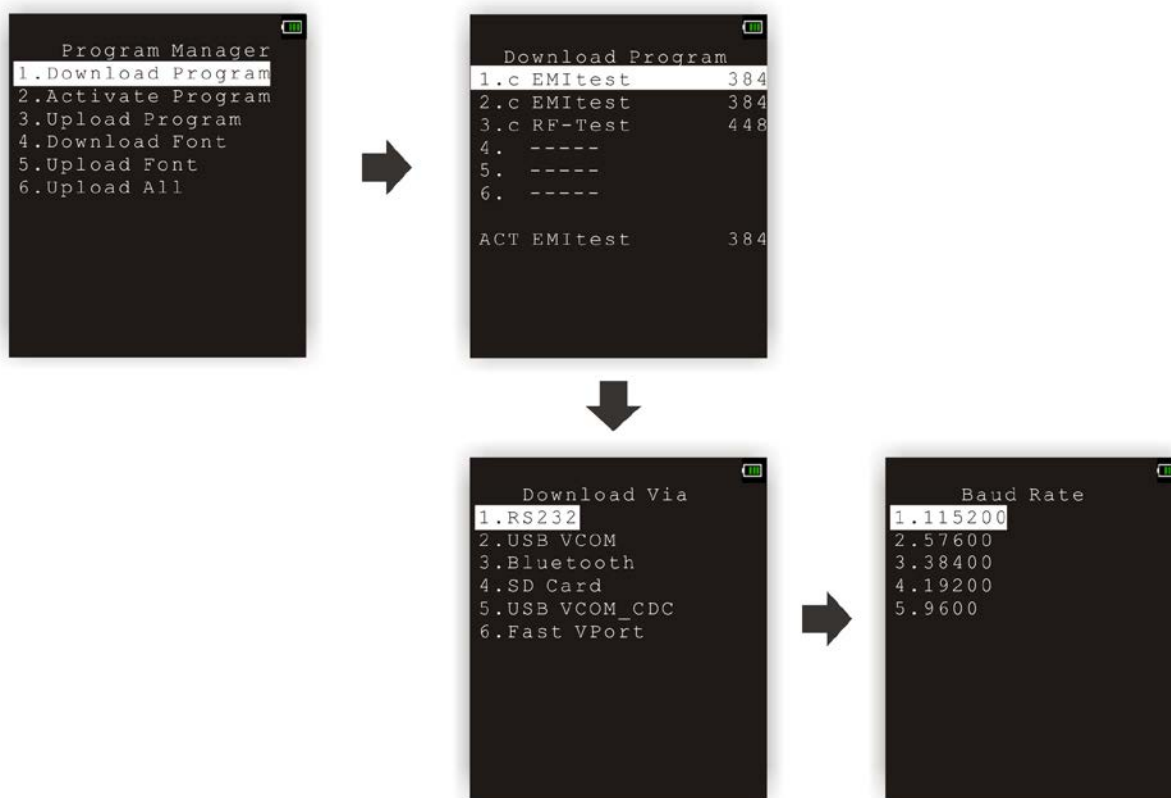 Program Manager
1.Download Program
2.Activate Program
3.Upload Program
4.Download Font
5.Upload Font
6.Upload All
Download Program
1.c EMItest 384
2.c EMItest 384
3.c RF-Test 448
4. -----
5. -----
6. -----
ACT EMItest 384
Download Via
1.RS232
2.USB VCOM
3.Bluetooth
4.SD Card
5.USB VCOM_CDC
6.Fast VPort
Baud Rate
1.115200
2.57600
3.38400
4.19200
5.9600